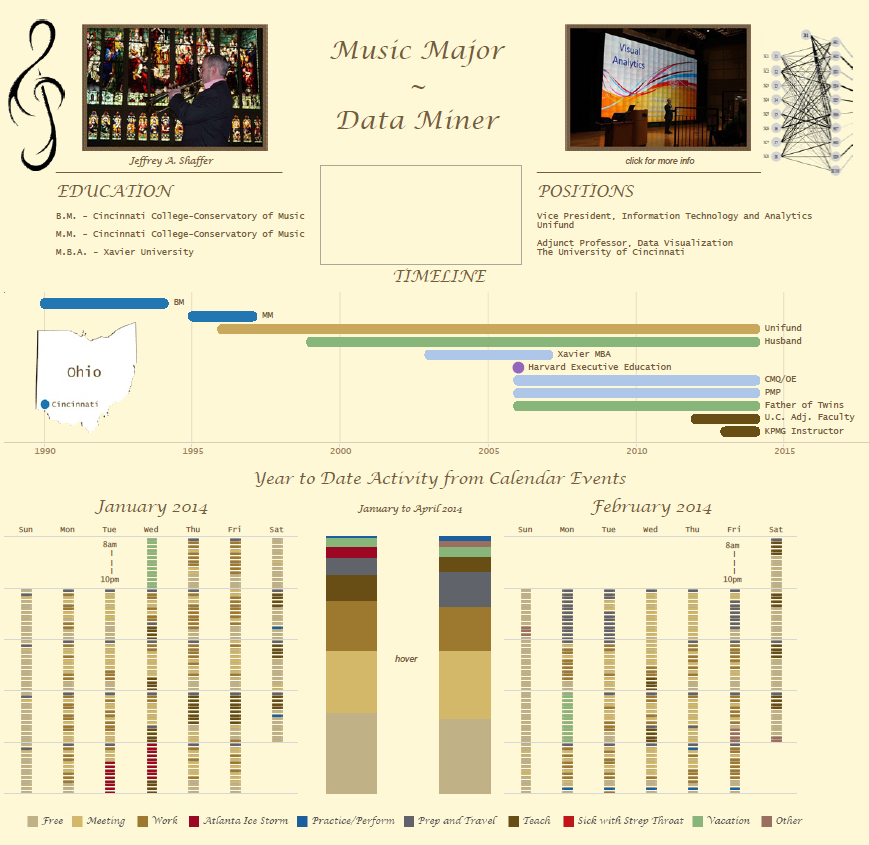 Music Major
~
Data Miner
Visual
Analytics
Jeffrey A. Shaffer
click for more info
EDUCATION
B.M. - Cincinnati College-Conservatory of Music
M.M. - Cincinnati College-Conservatory of Music
M.B.A. - Xavier University
POSITIONS
Vice President, Information Technology and Analytics
Unifund
Adjunct Professor, Data Visualization
The University of Cincinnati
TIMELINE
BM
MM
Unifund
Husband
Xavier MBA
Harvard Executive Education
CMQ/OE
PMP
Father of Twins
U.C. Adj. Faculty
KPMG Instructor
Ohio
Cincinnati
1990 1995 2000 2005 2010 2015
Year to Date Activity from Calendar Events
January 2014
January to April 2014
February 2014
Sun Mon Tue Wed Thu Fri Sat
8am
10pm
hover
Sun Mon Tue Wed Thu Fri Sat
8am
10pm
Free Meeting Work Atlanta Ice Storm Practice/Perform Prep and Travel Teach Sick with Strep Throat Vacation Other